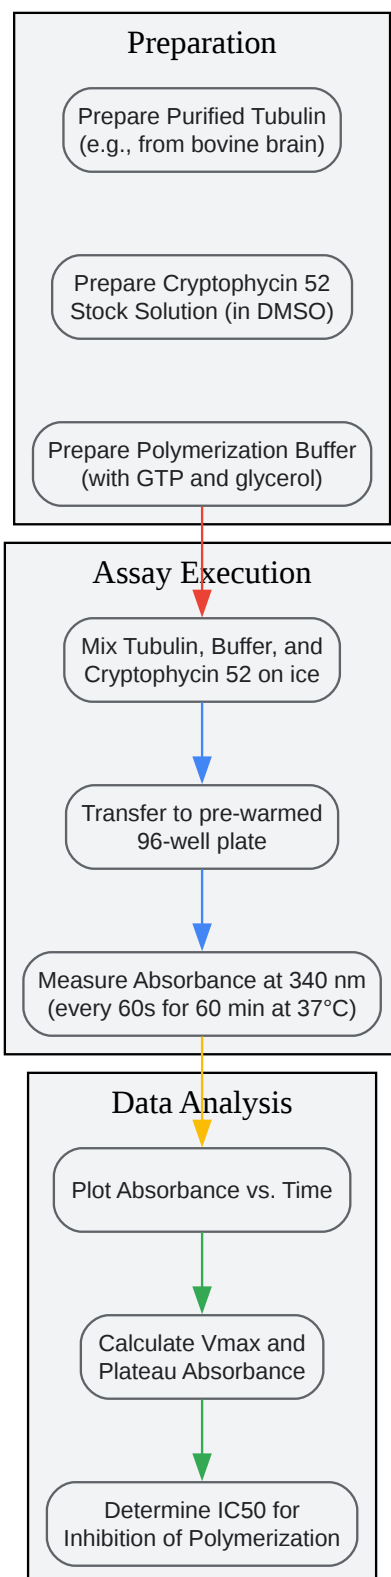 Preparation
Prepare Purified Tubulin
(e.g., from bovine brain)
Prepare Cryptophycin 52
Stock Solution (in DMSO)
Prepare Polymerization Buffer
(with GTP and glycerol)
Assay Execution
Mix Tubulin, Buffer, and
Cryptophycin 52 on ice
Transfer to pre-warmed
96-well plate
Measure Absorbance at 340 nm
(every 60s for 60 min at 37°C)
Data Analysis
Plot Absorbance vs. Time
Calculate Vmax and
Plateau Absorbance
Determine IC50 for
Inhibition of Polymerization